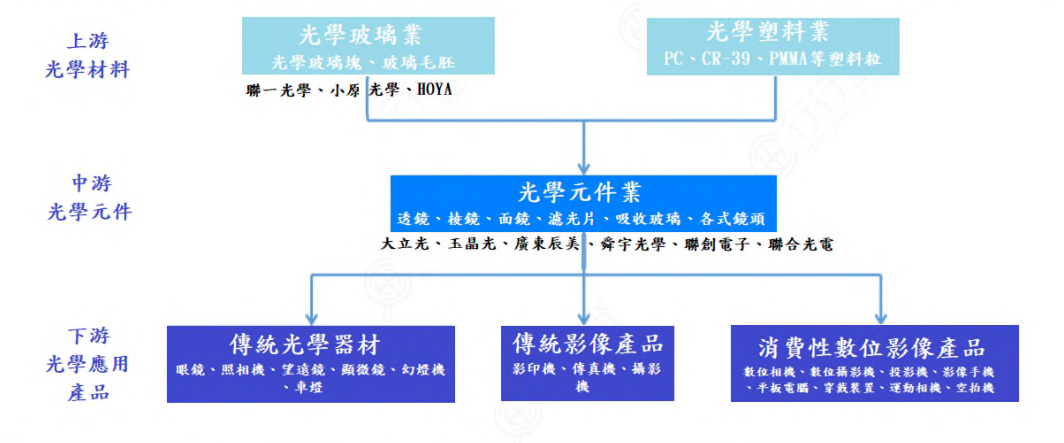 上游
光學材料
光學玻璃業
光學玻璃塊、玻璃毛胚
聯一光學、小原光學、HOYA
光學塑料業
PC、CR-39、PMMA等塑料粒
中游
光學元件
光學元件業
透鏡、稜鏡、面鏡、濾光片、吸收玻璃、各式鏡頭
大立光、玉晶光、廣東辰美、舜宇光學、聯創電子、聯合光電
下游
光學應用
產品
傳統光學器材
眼鏡、照相機、望遠鏡、顯微鏡、幻燈機
、車燈
傳統影像產品
影印機、傳真機、攝影
機
消費性數位影像產品
數位相機、數位攝影機、投影機、影像手機
、平板電腦、穿戴裝置、運動相機、空拍機